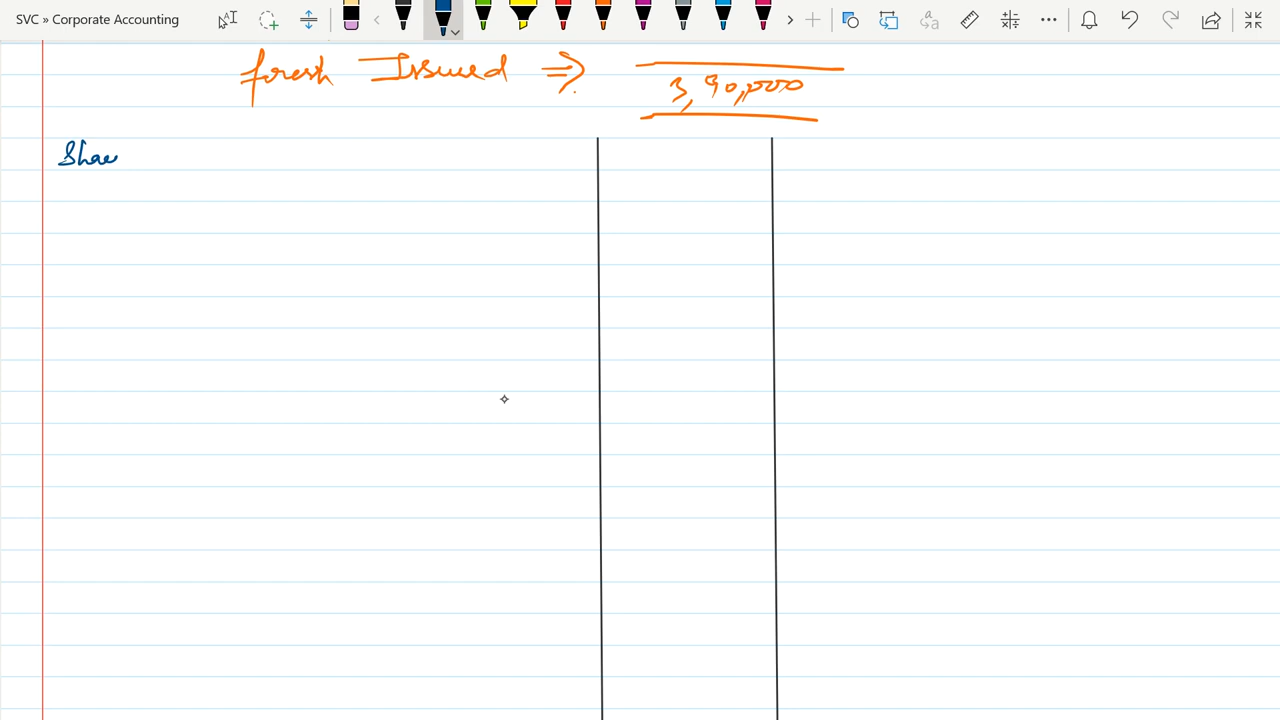 SVC » Corporate Accounting
fresh Issued ⇒
3,90,000
Shae